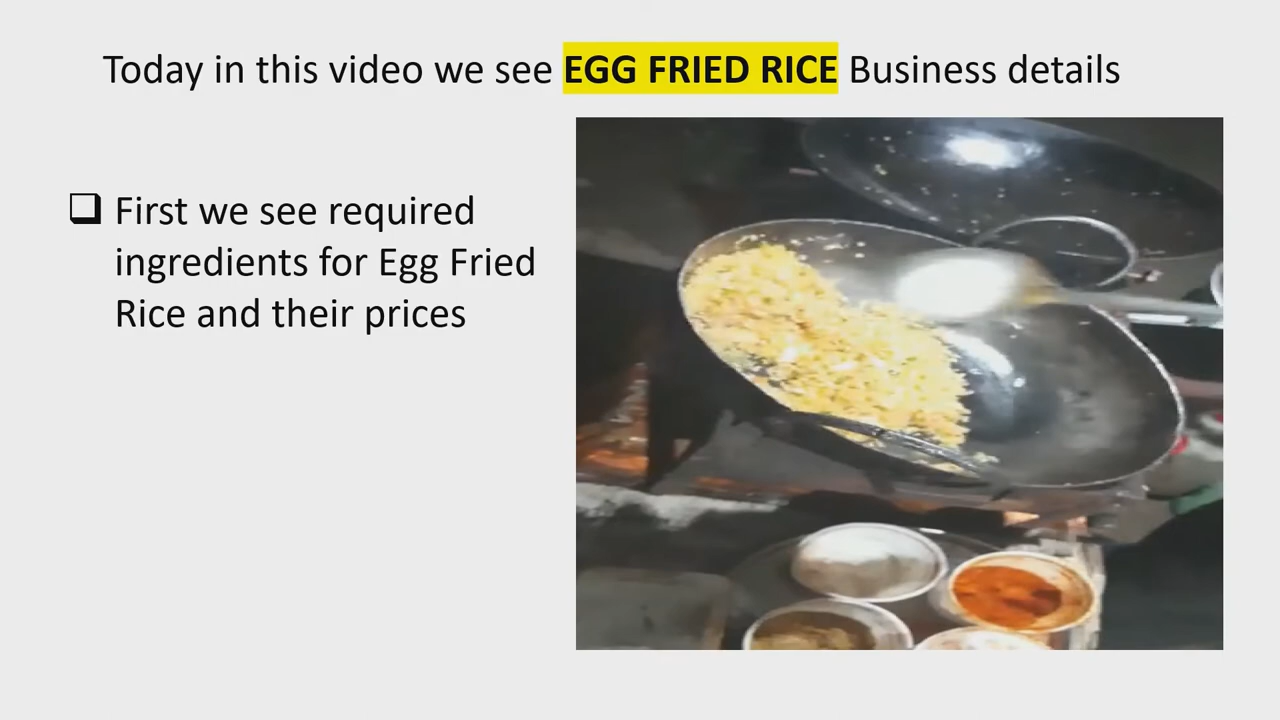 Today in this video we see EGG FRIED RICE Business details
First we see required
ingredients for Egg Fried
Rice and their prices